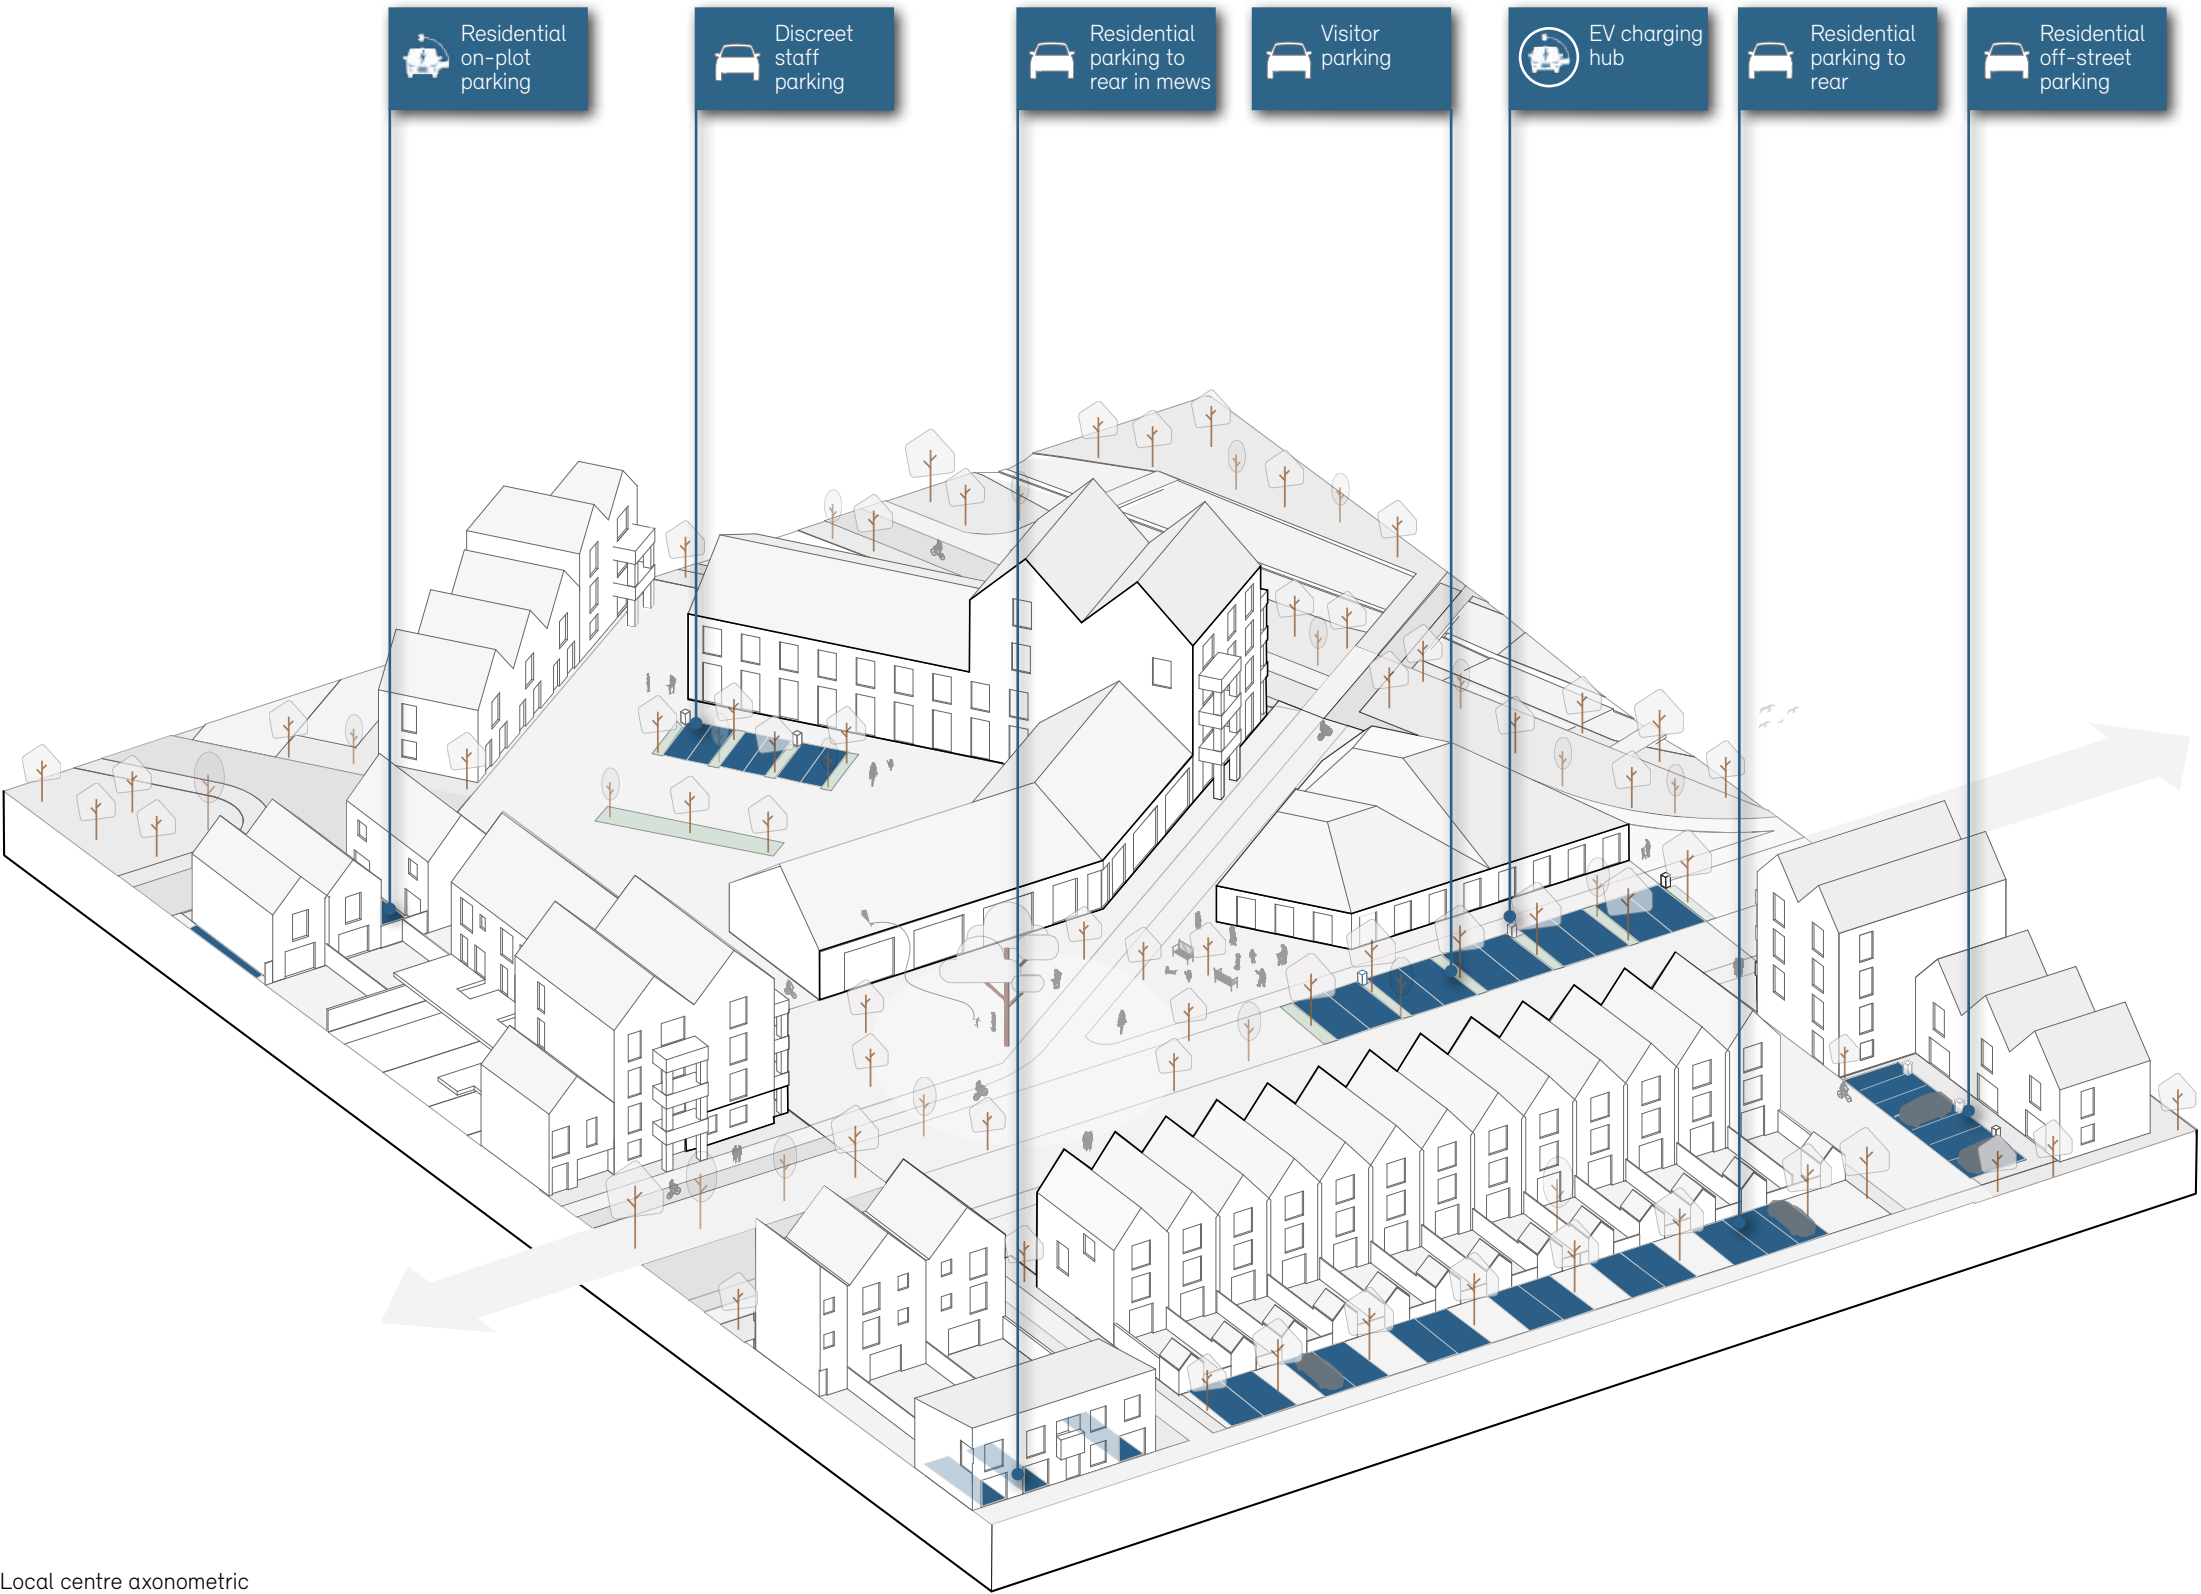 Residential
on-plot
parking
Discreet
staff
parking
Residential
parking to
rear in mews
Visitor
parking
EV charging
hub
Residential
parking to
rear
Residential
off-street
parking
Local centre axonometric